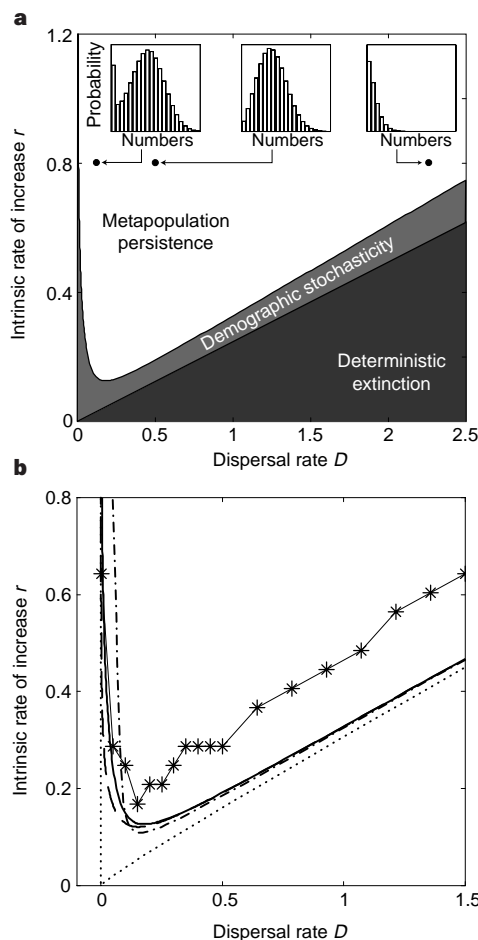 a
1.2
0.8
0.4
0
Intrinsic rate of increase r
Probability
Numbers
Numbers
Numbers
Metapopulation
persistence
Demographic stochasticity
Deterministic
extinction
0
0.5
1
1.5
2
2.5
Dispersal rate D
b
0.8
0.6
0.4
0.2
0
Intrinsic rate of increase r
0
0.5
1
1.5
Dispersal rate D